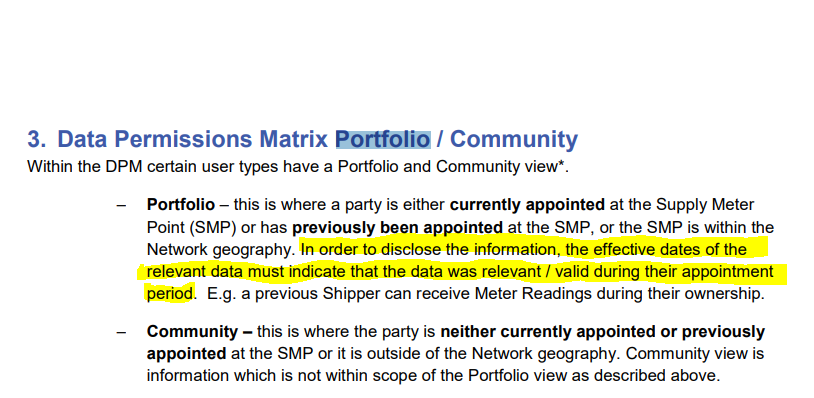 3. Data Permissions Matrix Portfolio / Community
Within the DPM certain user types have a Portfolio and Community view*.
– Portfolio – this is where a party is either currently appointed at the Supply Meter
Point (SMP) or has previously been appointed at the SMP, or the SMP is within the
Network geography. In order to disclose the information, the effective dates of the
relevant data must indicate that the data was relevant / valid during their appointment
period. E.g. a previous Shipper can receive Meter Readings during their ownership.
– Community – this is where the party is neither currently appointed or previously
appointed at the SMP or it is outside of the Network geography. Community view is
information which is not within scope of the Portfolio view as described above.